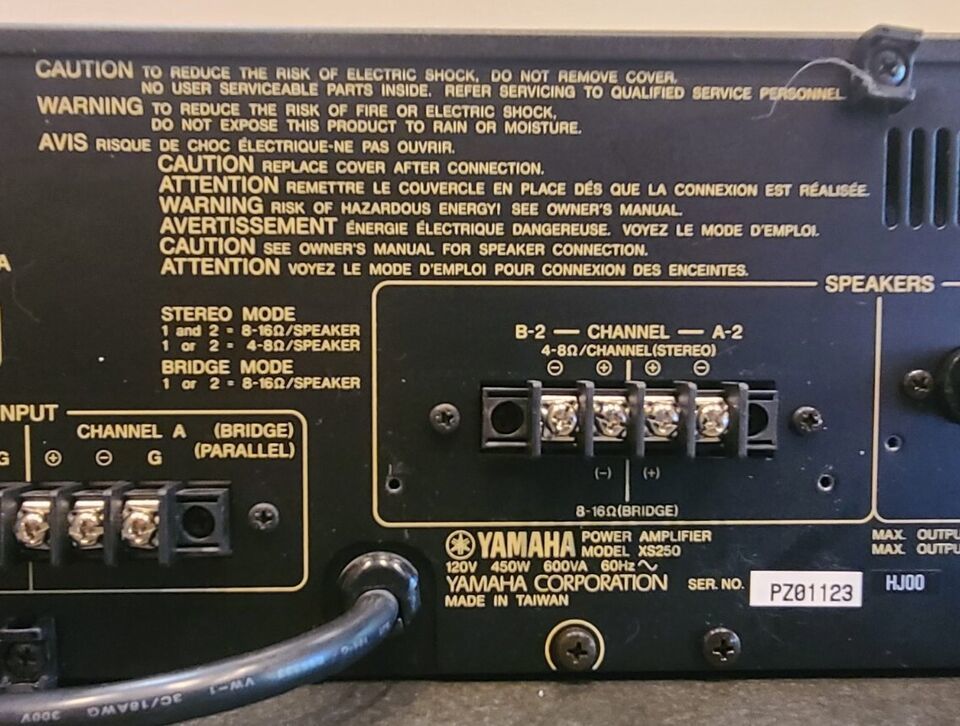 CAUTION TO REDUCE THE RISK OF ELECTRIC SHOCK, DO NOT REMOVE COVER.
NO USER SERVICEABLE PARTS INSIDE. REFER SERVICING TO QUALIFIED SERVICE PERSONNEL
WARNING TO REDUCE THE RISK OF FIRE OR ELECTRIC SHOCK,
DO NOT EXPOSE THIS PRODUCT TO RAIN OR MOISTURE.
AVIS RISQUE DE CHOC ÉLECTRIQUE-NE PAS OUVRIR.
CAUTION REPLACE COVER AFTER CONNECTION.
ATTENTION REMETTRE LE COUVERCLE EN PLACE DÉS QUE LA CONNEXION EST RÉALISÉE.
WARNING RISK OF HAZARDOUS ENERGY! SEE OWNER'S MANUAL.
AVERTISSEMENT ÉNERGIE ÉLECTRIQUE DANGEREUSE. VOYEZ LE MODE D'EMPLOI.
CAUTION SEE OWNER'S MANUAL FOR SPEAKER CONNECTION.
ATTENTION VOYEZ LE MODE D'EMPLOI POUR CONNEXION DES ENCEINTES.
A
SPEAKERS
STEREO MODE
1 and 2 = 8-16Ω/SPEAKER
1 or 2 = 4-8Ω/SPEAKER
BRIDGE MODE
1 or 2 = 8-16Ω/SPEAKER
B-2 — CHANNEL — A-2
4-8Ω/CHANNEL(STEREO)
⊖ ⊕ ⊕ ⊖
(-) (+)
8-16Ω(BRIDGE)
INPUT
CHANNEL A (BRIDGE)
(PARALLEL)
G ⊕ ⊖ G
YAMAHA POWER AMPLIFIER
MODEL XS250
120V 450W 600VA 60Hz ~
YAMAHA CORPORATION
MADE IN TAIWAN
SER. NO. PZ01123 HJ00
MAX. OUTPU
MAX. OUTPU
VW-1 3C/18AWG 300V